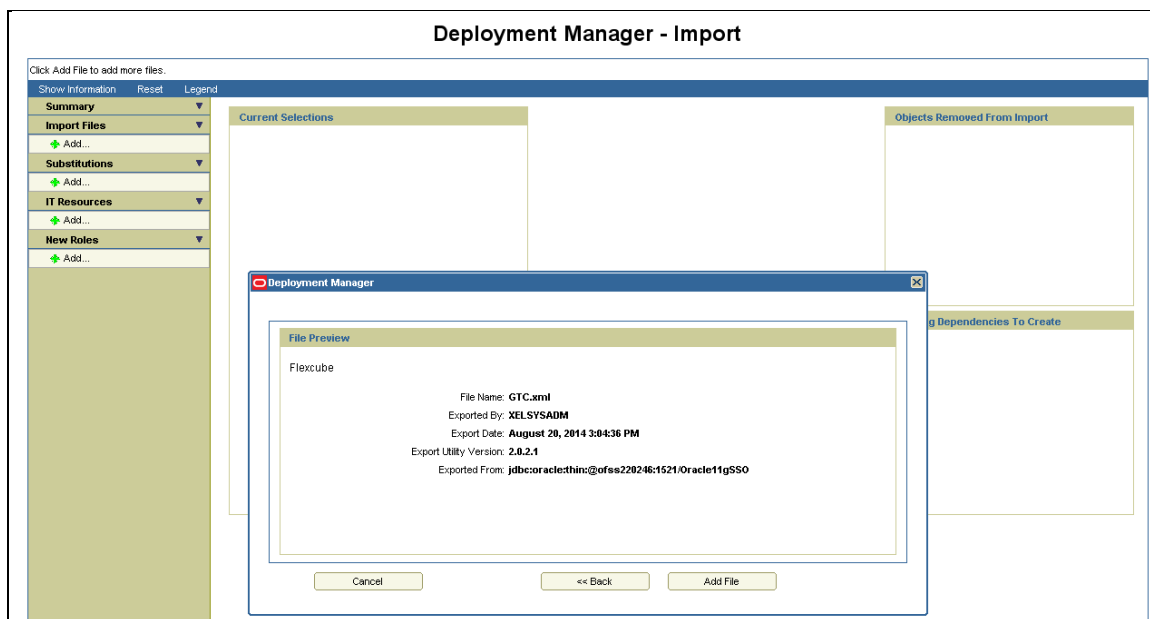 Deployment Manager - Import
Click Add File to add more files.
Show Information Reset Legend
Summary
Import Files
Add...
Substitutions
Add...
IT Resources
Add...
New Roles
Add...
Current Selections
Objects Removed From Import
g Dependencies To Create
Deployment Manager
File Preview
Flexcube
File Name: GTC.xml
Exported By: XELSYSADM
Export Date: August 20, 2014 3:04:36 PM
Export Utility Version: 2.0.2.1
Exported From: jdbc:oracle:thin:@ofss220246:1521/Oracle11gSSO
Cancel << Back Add File